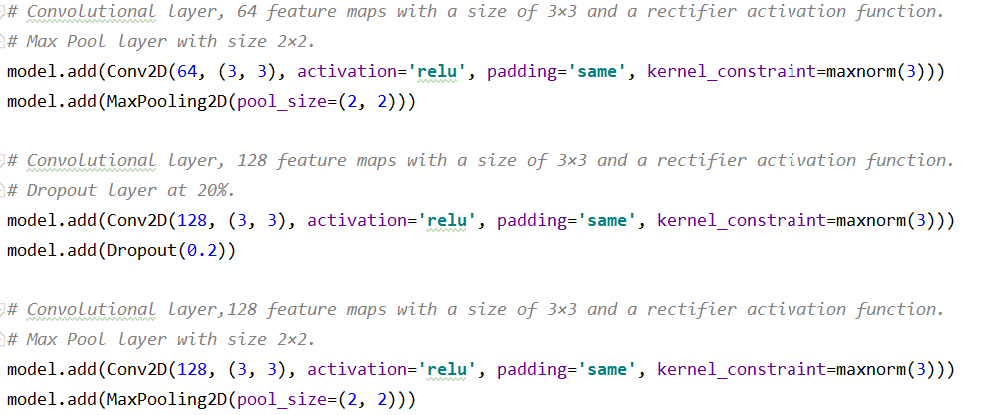 # Convolutional layer, 64 feature maps with a size of 3×3 and a rectifier activation function.
# Max Pool layer with size 2×2.
model.add(Conv2D(64, (3, 3), activation='relu', padding='same', kernel_constraint=maxnorm(3)))
model.add(MaxPooling2D(pool_size=(2, 2)))
# Convolutional layer, 128 feature maps with a size of 3×3 and a rectifier activation function.
# Dropout layer at 20%.
model.add(Conv2D(128, (3, 3), activation='relu', padding='same', kernel_constraint=maxnorm(3)))
model.add(Dropout(0.2))
# Convolutional layer,128 feature maps with a size of 3×3 and a rectifier activation function.
# Max Pool layer with size 2×2.
model.add(Conv2D(128, (3, 3), activation='relu', padding='same', kernel_constraint=maxnorm(3)))
model.add(MaxPooling2D(pool_size=(2, 2)))